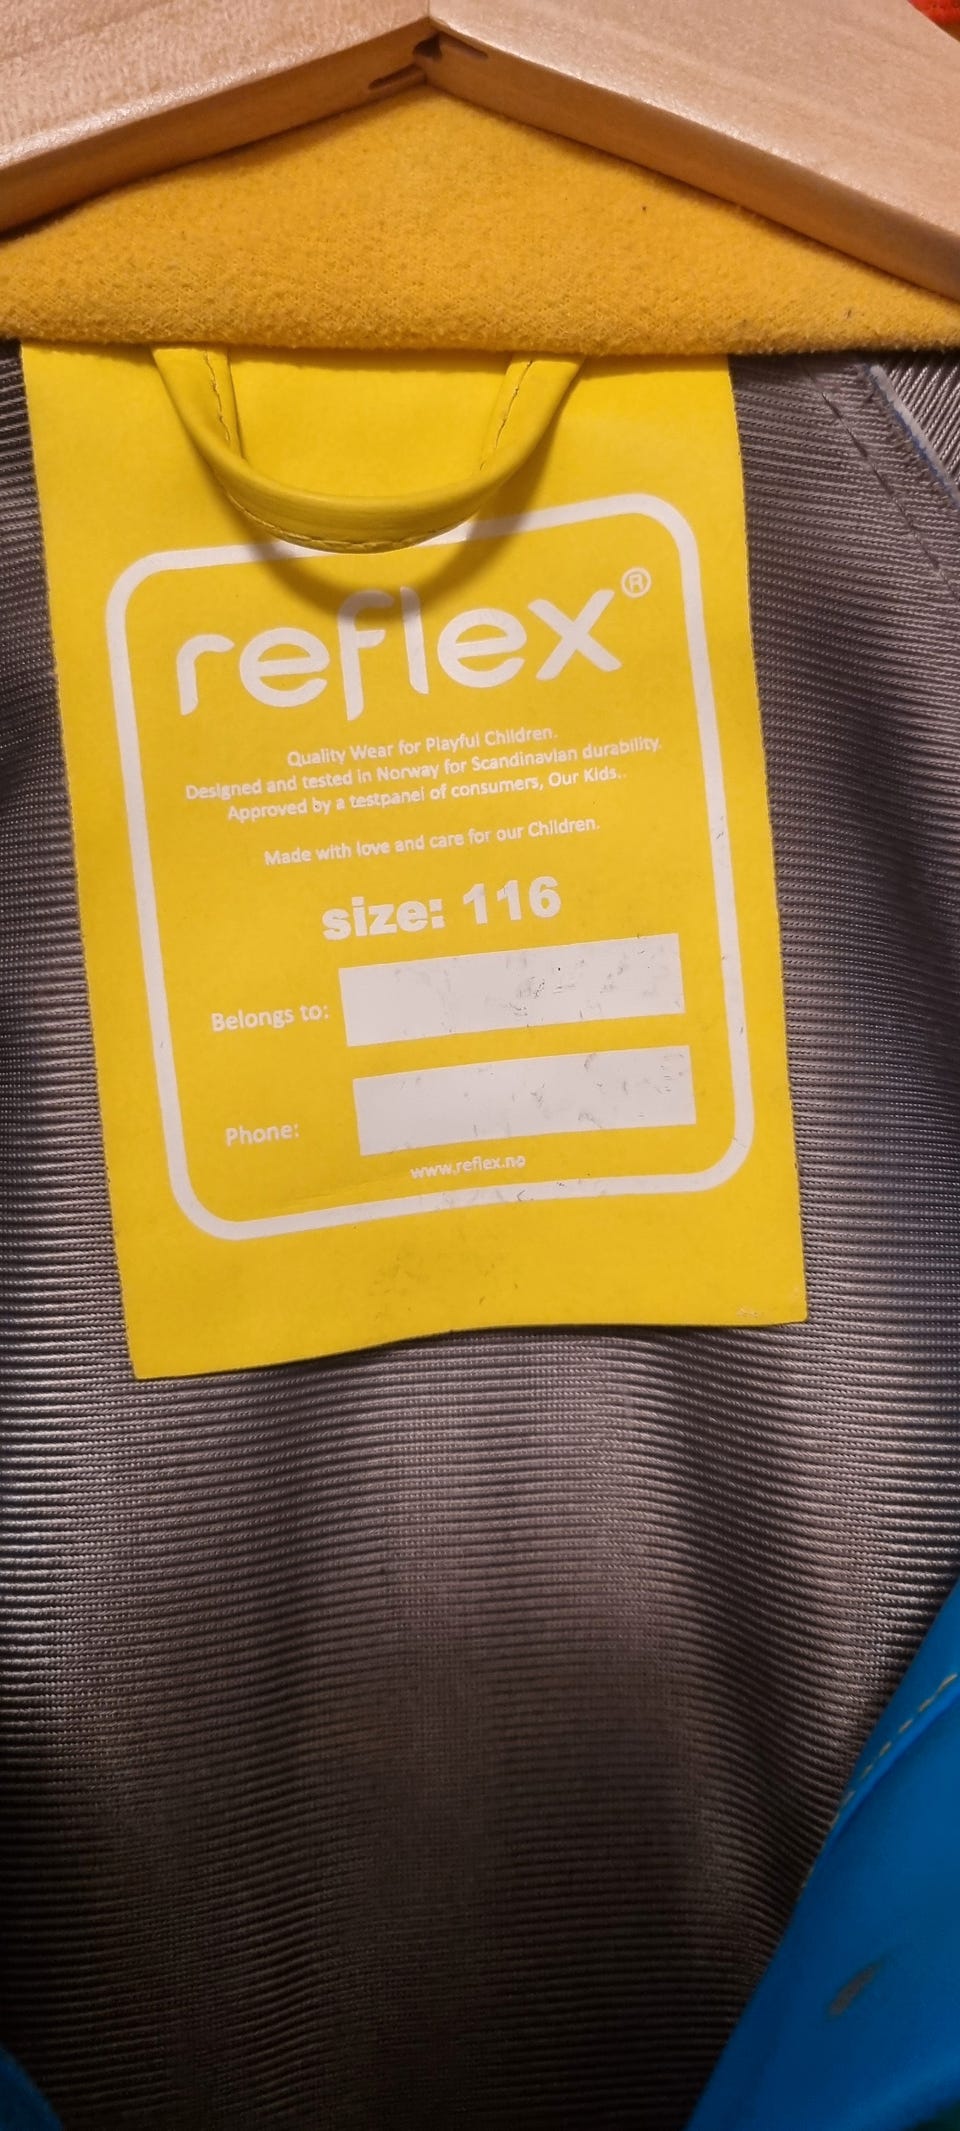 reflex®
Quality Wear for Playful Children.
Designed and tested in Norway for Scandinavian durability.
Approved by a testpanel of consumers, Our Kids..
Made with love and care for our Children.
size: 116
Belongs to:
Phone:
www.reflex.no